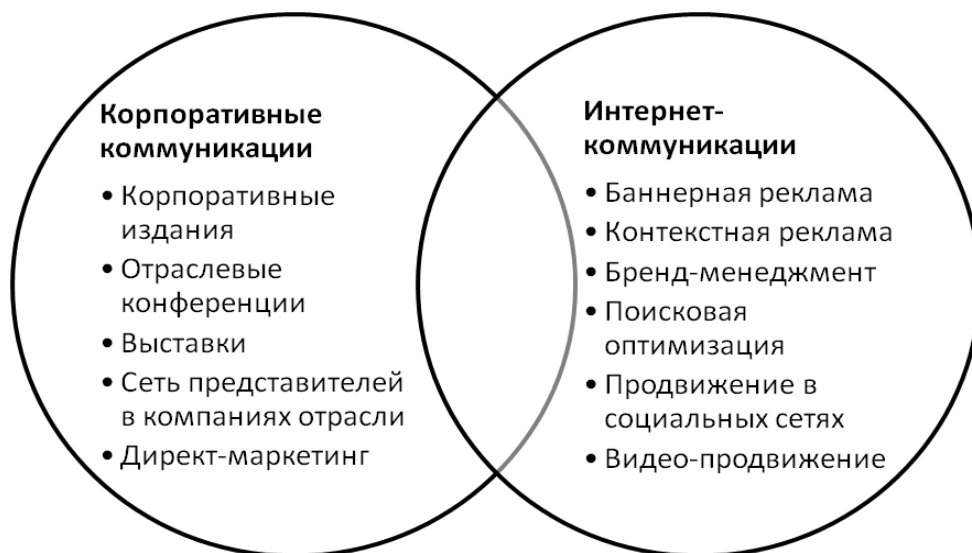 Корпоративные
коммуникации
• Корпоративные
издания
• Отраслевые
конференции
• Выставки
• Сеть представителей
в компаниях отрасли
• Директ-маркетинг
Интернет-
коммуникации
• Баннерная реклама
• Контекстная реклама
• Бренд-менеджмент
• Поисковая
оптимизация
• Продвижение в
социальных сетях
• Видео-продвижение